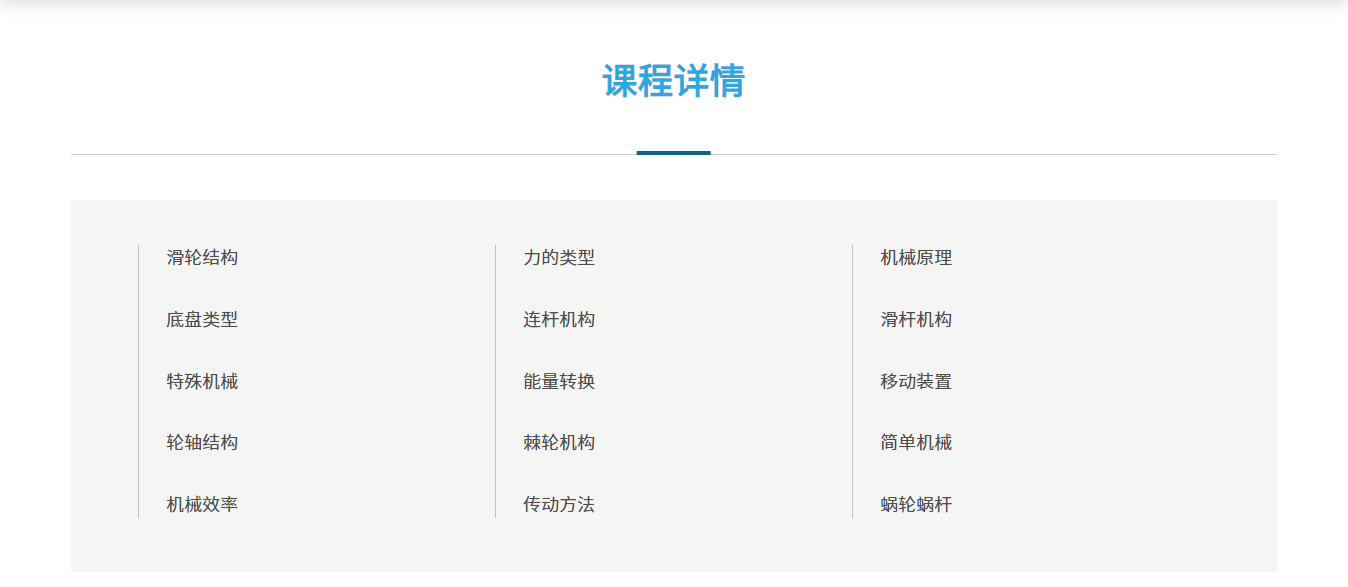 课程详情
滑轮结构
底盘类型
特殊机械
轮轴结构
机械效率
力的类型
连杆机构
能量转换
棘轮机构
传动方法
机械原理
滑杆机构
移动装置
简单机械
蜗轮蜗杆